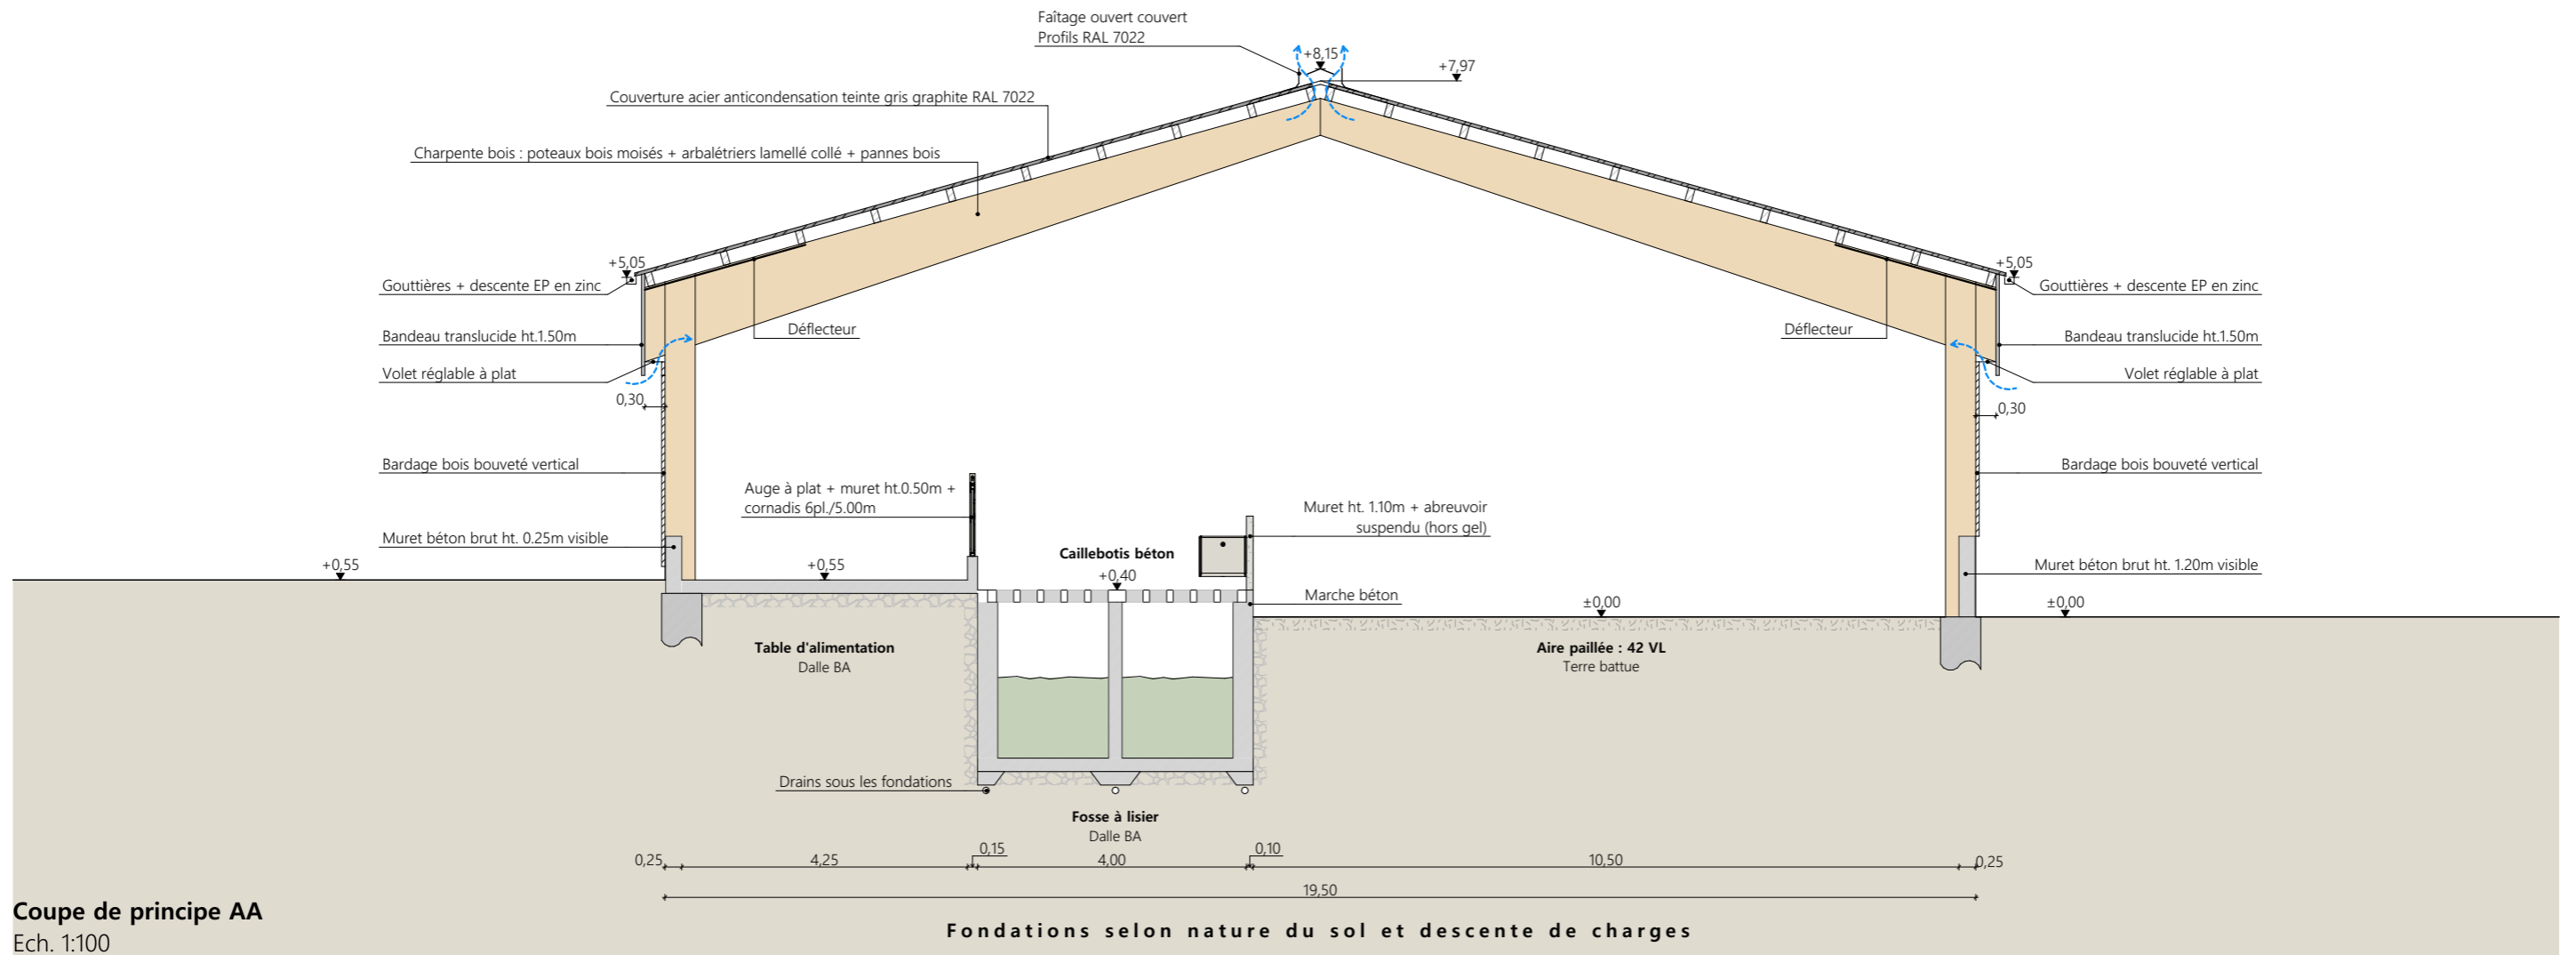 Faîtage ouvert couvert
Profils RAL 7022
+8,15
+7,97
Couverture acier anticondensation teinte gris graphite RAL 7022
Charpente bois : poteaux bois moisés + arbalétriers lamellé collé + pannes bois
+5,05
+5,05
Gouttières + descente EP en zinc
Gouttières + descente EP en zinc
Déflecteur
Déflecteur
Bandeau translucide ht.1.50m
Bandeau translucide ht.1.50m
Volet réglable à plat
Volet réglable à plat
0,30
0,30
Bardage bois bouveté vertical
Bardage bois bouveté vertical
Auge à plat + muret ht.0.50m +
cornadis 6pl./5.00m
Muret ht. 1.10m + abreuvoir
suspendu (hors gel)
Muret béton brut ht. 0.25m visible
Caillebotis béton
+0,55
+0,55
+0,40
Muret béton brut ht. 1.20m visible
Marche béton
±0,00
±0,00
Table d'alimentation
Dalle BA
Aire paillée : 42 VL
Terre battue
Drains sous les fondations
Fosse à lisier
Dalle BA
0,25
4,25
0,15
4,00
0,10
10,50
0,25
19,50
Coupe de principe AA
Ech. 1:100
Fondations selon nature du sol et descente de charges